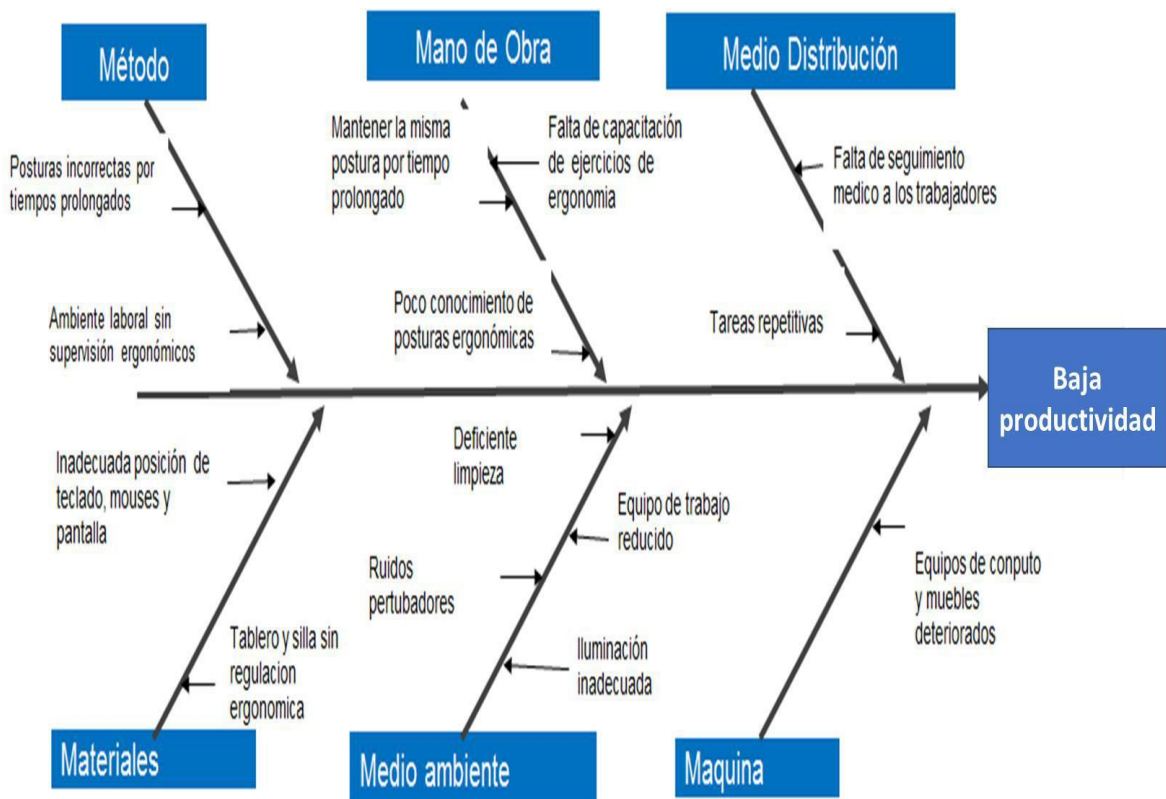 Método
Mano de Obra
Medio Distribución
Posturas incorrectas por
tiempos prolongados
Ambiente laboral sin
supervisión ergonómicos
Mantener la misma
postura por tiempo
prolongado
Falta de capacitación
de ejercicios de
ergonomia
Poco conocimiento de
posturas ergonómicas
Falta de seguimiento
medico a los trabajadores
Tareas repetitivas
Baja
productividad
Inadecuada posición de
teclado, mouses y
pantalla
Tablero y silla sin
regulacion
ergonomica
Deficiente
limpieza
Equipo de trabajo
reducido
Ruidos
pertubadores
Iluminación
inadecuada
Equipos de conputo
y muebles
deteriorados
Materiales
Medio ambiente
Maquina